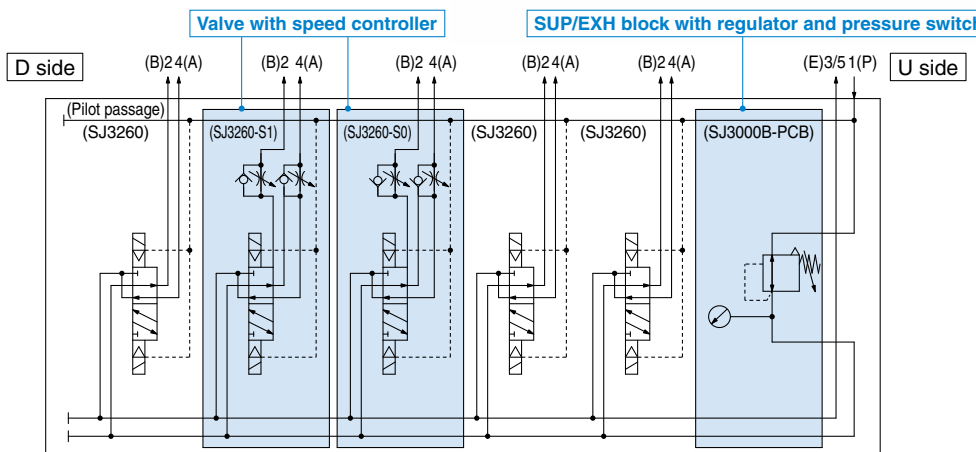 Valve with speed controller
SUP/EXH block with regulator and pressure switch
D side
(B)2 4(A)
(B)2 4(A)
(B)2 4(A)
(B)2 4(A)
(B)2 4(A)
(E)3/5 1(P)
U side
(Pilot passage)
(SJ3260)
(SJ3260-S1)
(SJ3260-S0)
(SJ3260)
(SJ3260)
(SJ3000B-PCB)